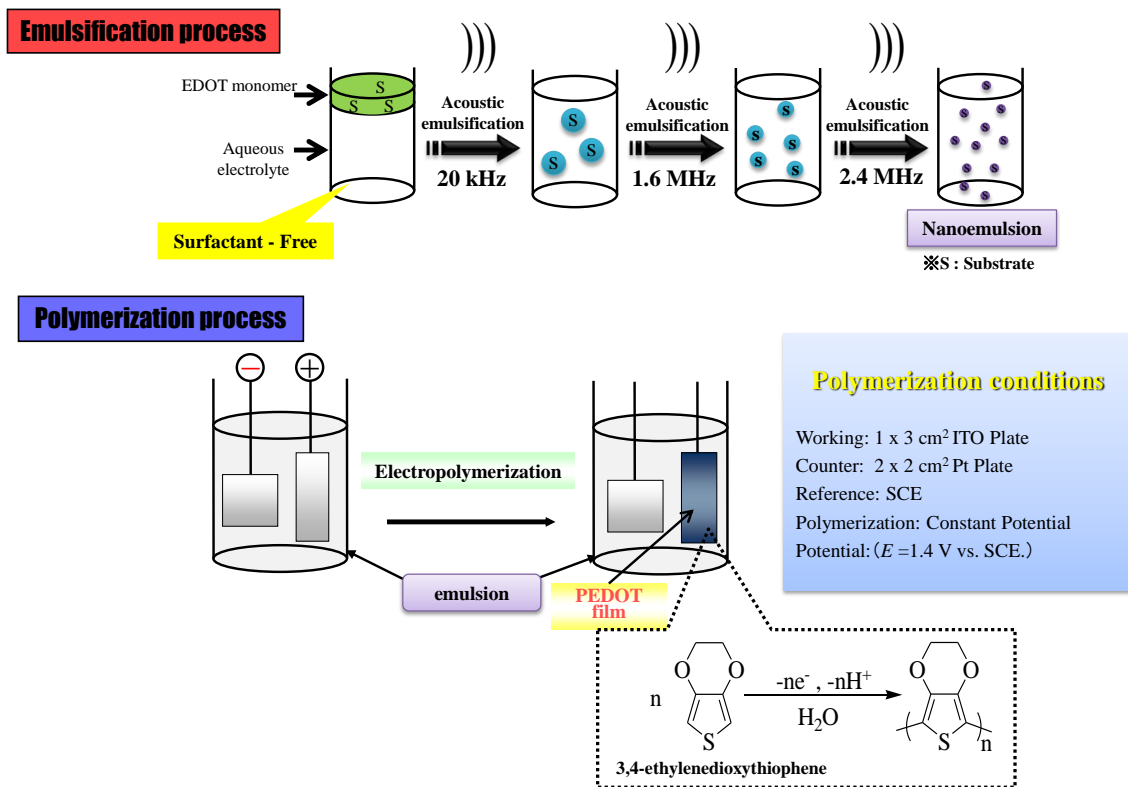 Emulsification process
)))
)))
)))
EDOT monomer
Aqueous
electrolyte
S
S S
Acoustic
emulsification
20 kHz
S
S
S
Acoustic
emulsification
1.6 MHz
s
s
s
s
s
Acoustic
emulsification
2.4 MHz
s
s
s
s
s
s
s
s
s
s
s
Surfactant - Free
Nanoemulsion
※S : Substrate
Polymerization process
− +
Electropolymerization
emulsion
PEDOT
film
Polymerization conditions
Working: 1 x 3 cm² ITO Plate
Counter: 2 x 2 cm² Pt Plate
Reference: SCE
Polymerization: Constant Potential
Potential:（E =1.4 V vs. SCE.）
n
O O
S
-ne⁻ , -nH⁺
H₂O
O O
( S )n
3,4-ethylenedioxythiophene